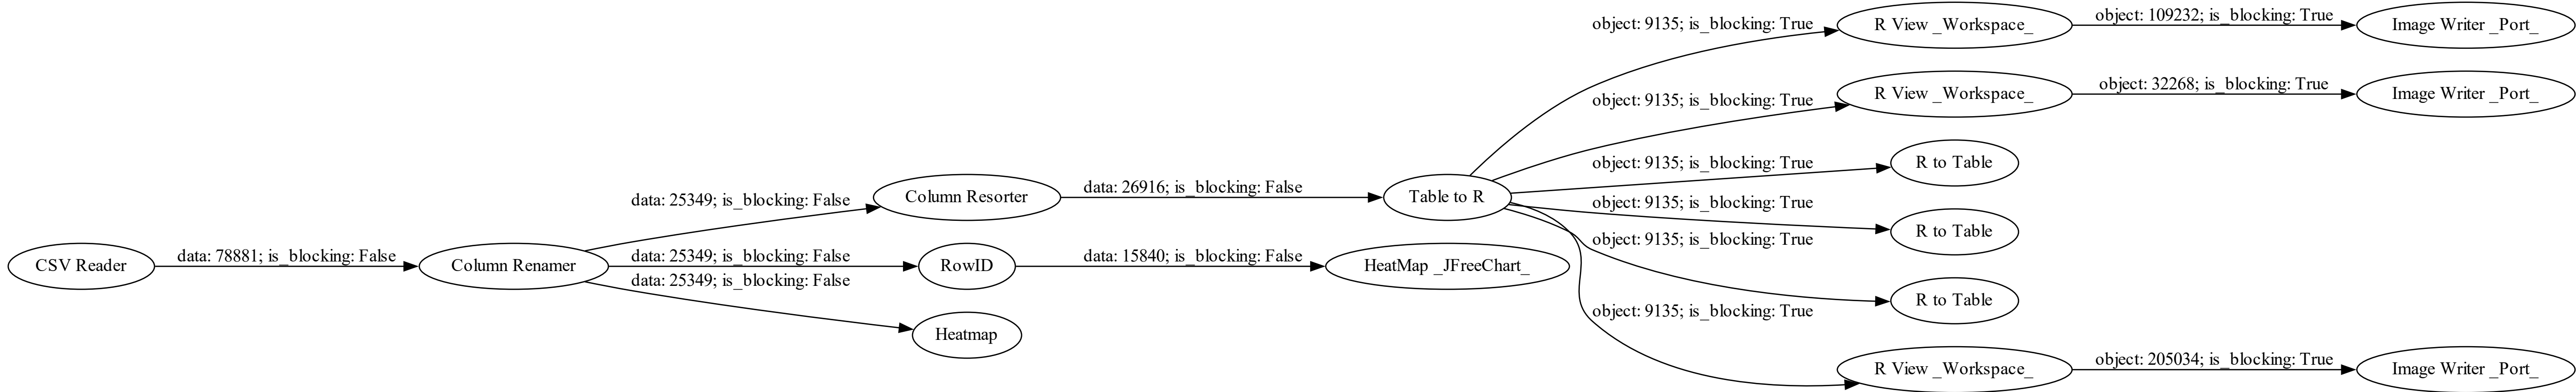 CSV Reader
data: 78881; is_blocking: False
Column Renamer
data: 25349; is_blocking: False
data: 25349; is_blocking: False
data: 25349; is_blocking: False
Column Resorter
RowID
Heatmap
data: 26916; is_blocking: False
data: 15840; is_blocking: False
Table to R
HeatMap _JFreeChart_
object: 9135; is_blocking: True
object: 9135; is_blocking: True
object: 9135; is_blocking: True
object: 9135; is_blocking: True
object: 9135; is_blocking: True
object: 9135; is_blocking: True
R View _Workspace_
R View _Workspace_
R to Table
R to Table
R to Table
R View _Workspace_
object: 109232; is_blocking: True
object: 32268; is_blocking: True
object: 205034; is_blocking: True
Image Writer _Port_
Image Writer _Port_
Image Writer _Port_